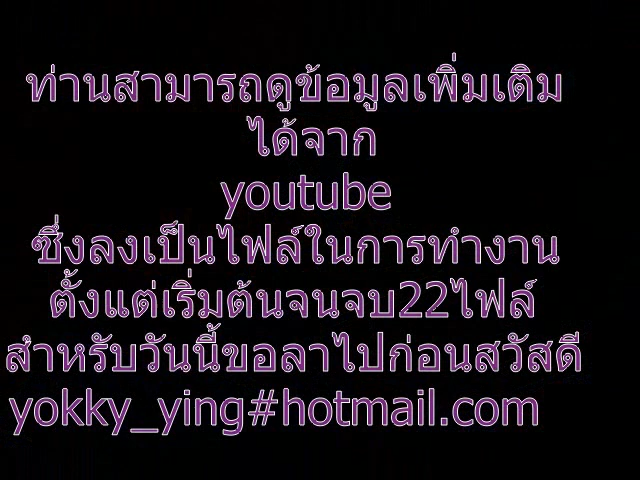 ท่านสามารถดูข้อมูลเพิ่มเติม
ได้จาก
youtube
ซึ่งลงเป็นไฟล์ในการทำงาน
ตั้งแต่เริ่มต้นจนจบ22ไฟล์
สำหรับวันนี้ขอลาไปก่อนสวัสดี
yokky_ying#hotmail.com